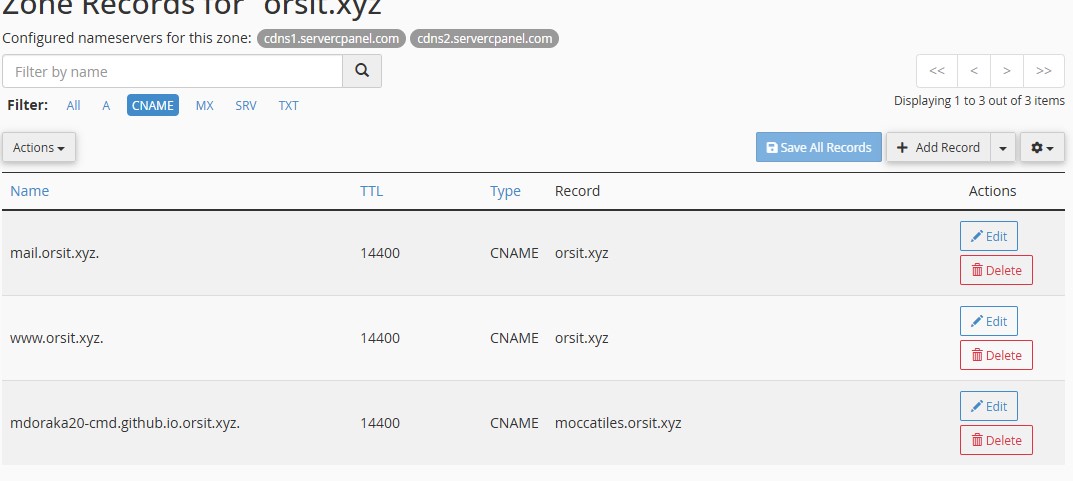 Zone Records for "orsit.xyz"
Configured nameservers for this zone: cdns1.servercpanel.com cdns2.servercpanel.com
Filter by name
<< < > >>
Filter: All A CNAME MX SRV TXT
Displaying 1 to 3 out of 3 items
Actions Save All Records Add Record
Name TTL Type Record Actions
mail.orsit.xyz. 14400 CNAME orsit.xyz
Edit
Delete
www.orsit.xyz. 14400 CNAME orsit.xyz
Edit
Delete
mdoraka20-cmd.github.io.orsit.xyz. 14400 CNAME moccatiles.orsit.xyz
Edit
Delete